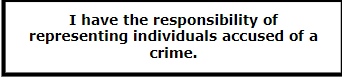 I have the responsibility of
representing individuals accused of a
crime.